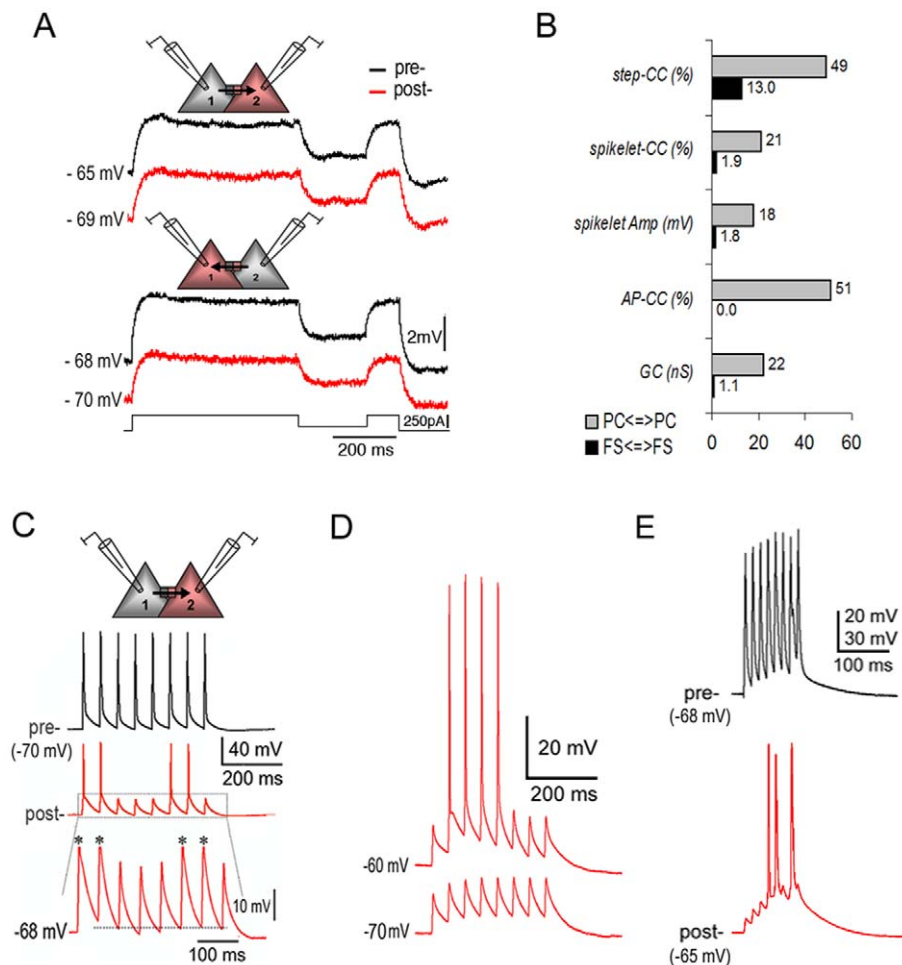 A
pre-
post-
1 2
- 65 mV
- 69 mV
1 2
2mV
- 68 mV
- 70 mV
250pA
200 ms
B
step-CC (%)
49
13.0
spikelet-CC (%)
21
1.9
spikelet Amp (mV)
18
1.8
AP-CC (%)
51
0.0
GC (nS)
22
1.1
PC<=>PC
FS<=>FS
0 20 40 60
C
1 2
pre-
(-70 mV)
40 mV
200 ms
post-
* * * *
10 mV
-68 mV
100 ms
D
20 mV
200 ms
-60 mV
-70 mV
E
20 mV
30 mV
100 ms
pre-
(-68 mV)
post-
(-65 mV)